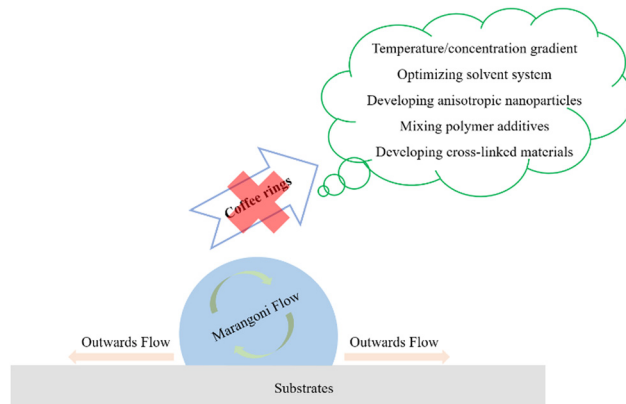 Temperature/concentration gradient
Optimizing solvent system
Developing anisotropic nanoparticles
Mixing polymer additives
Developing cross-linked materials
Coffee rings
Marangoni Flow
Outwards Flow
Outwards Flow
Substrates